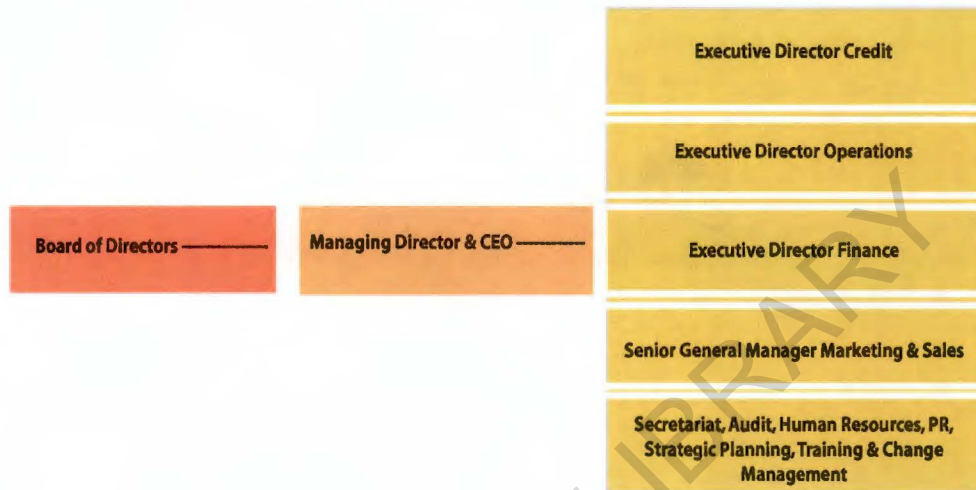 Executive Director Credit
Executive Director Operations
Board of Directors
Managing Director & CEO
Executive Director Finance
Senior General Manager Marketing & Sales
Secretariat, Audit, Human Resources, PR,
Strategic Planning, Training & Change
Management
LIBRARY